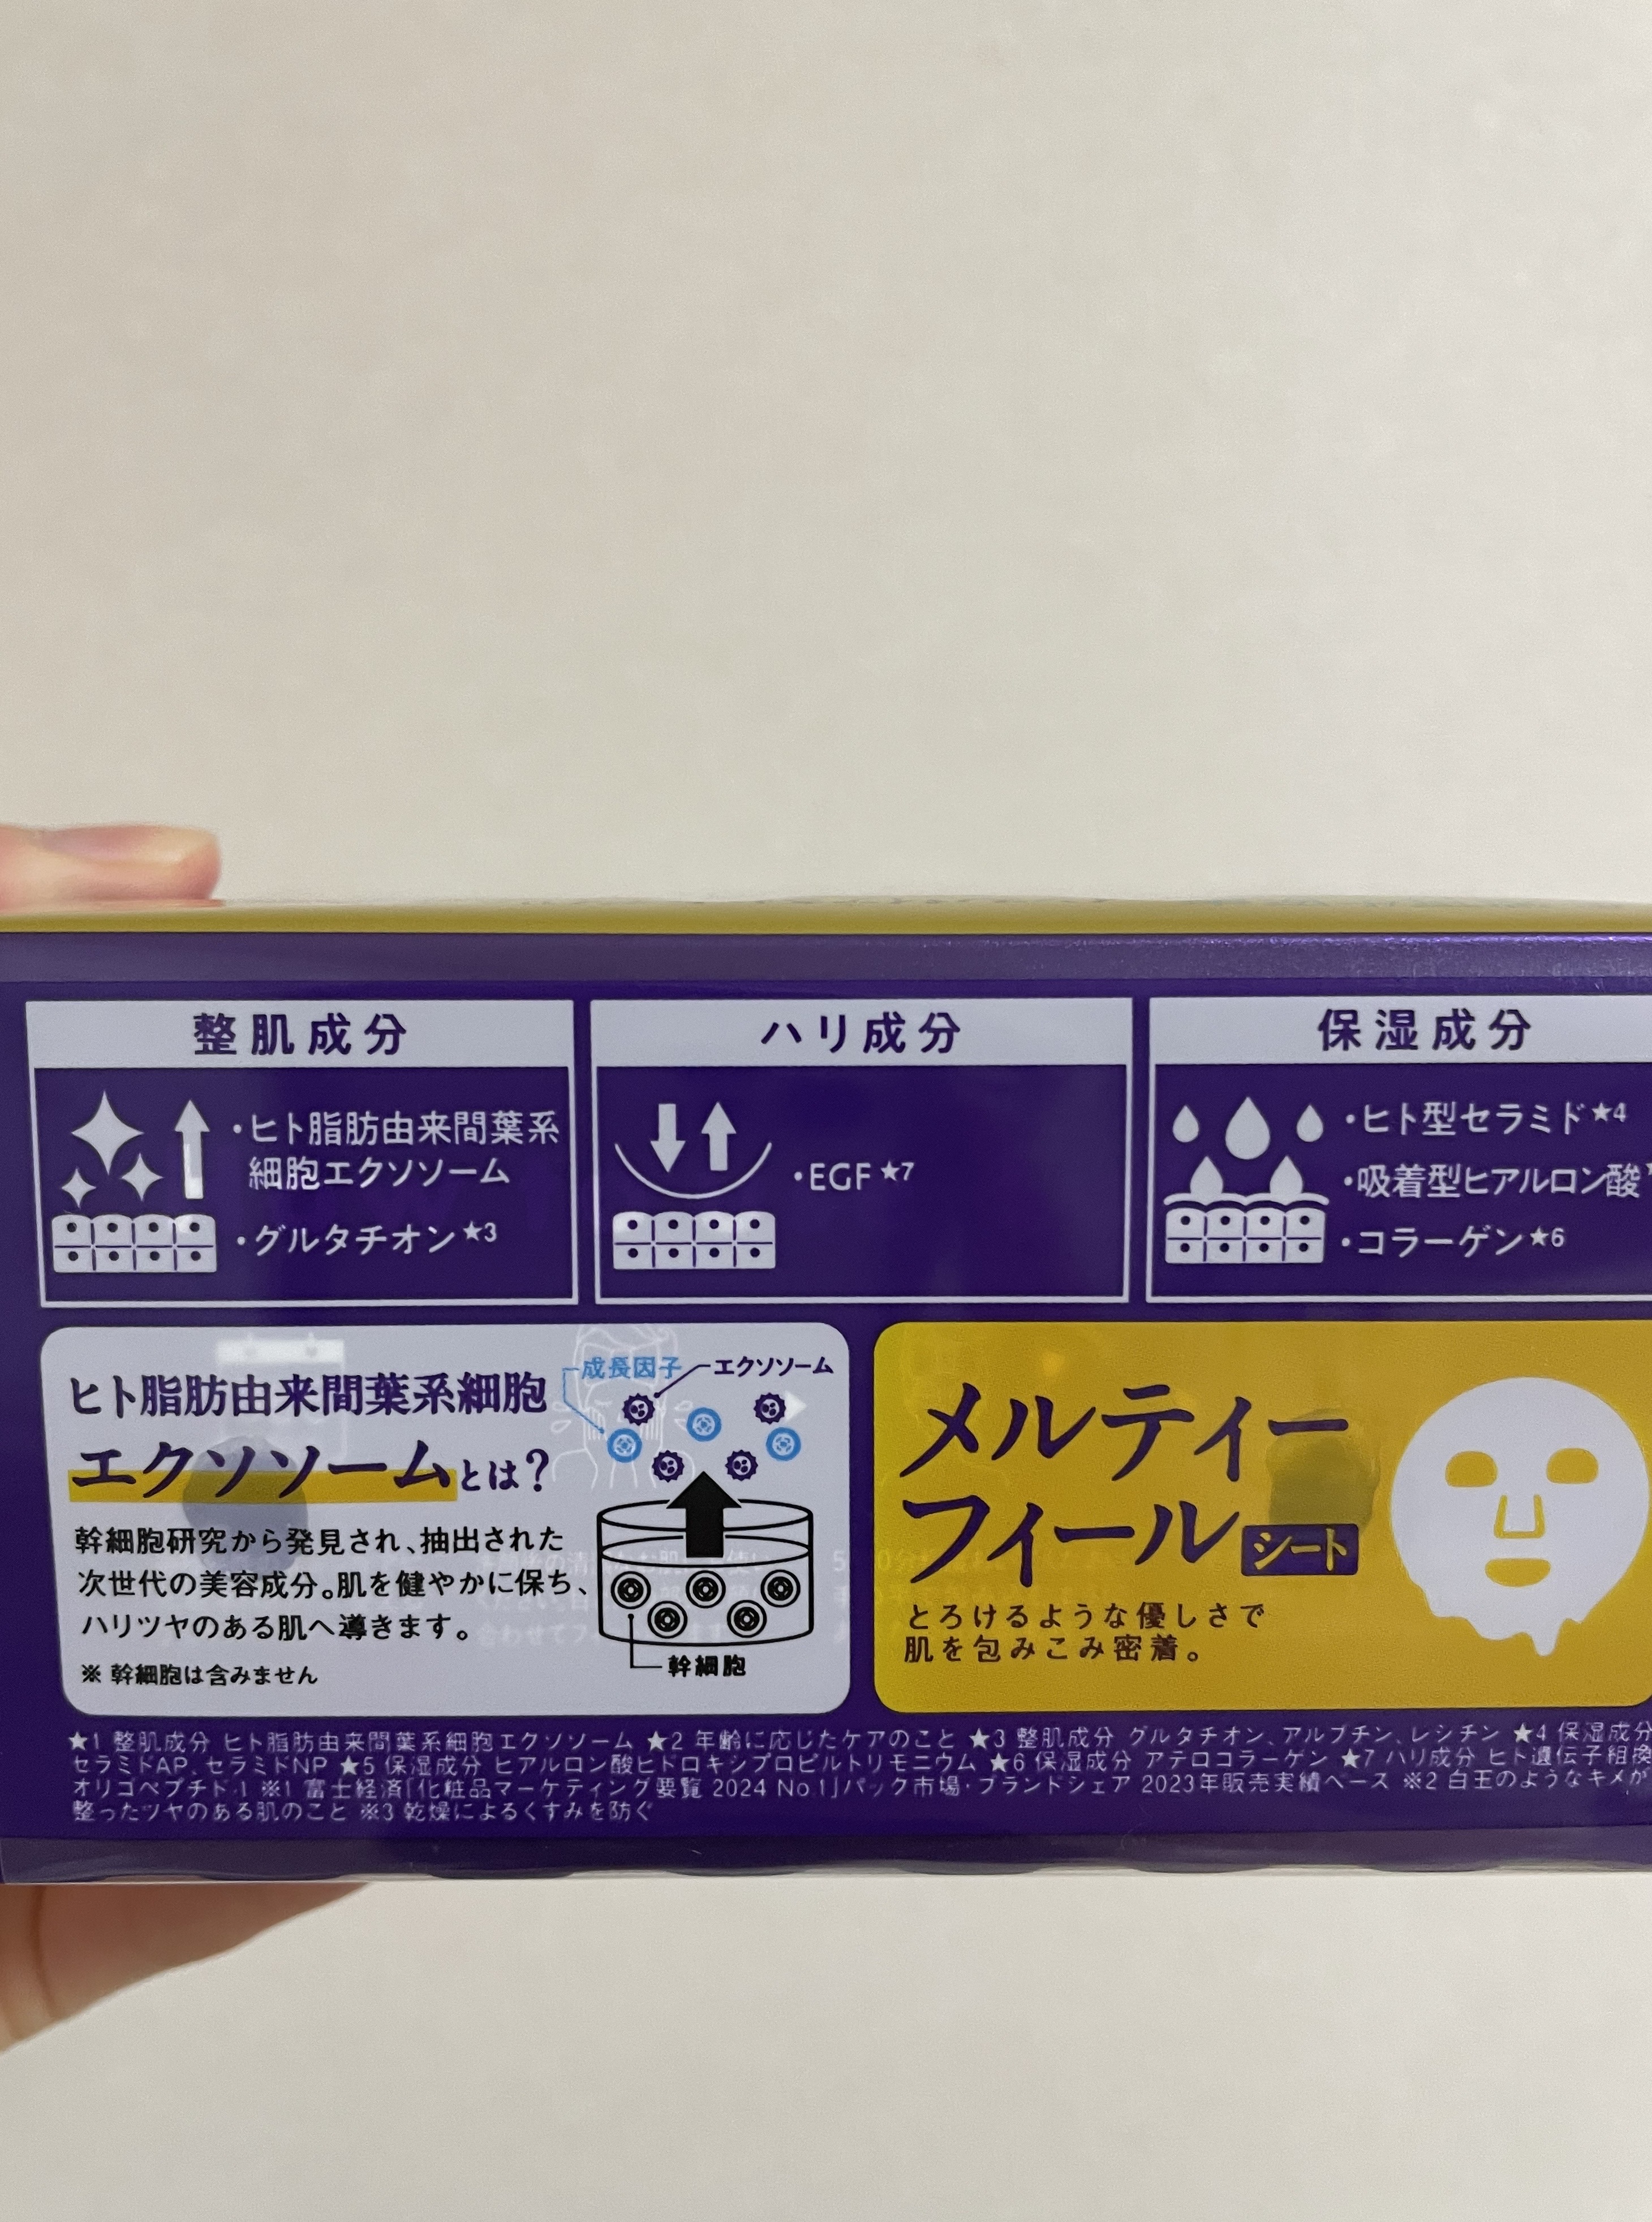 整肌成分
・ヒト脂肪由来間葉系
細胞エクソソーム
・グルタチオン★3
ハリ成分
・EGF★7
保湿成分
・ヒト型セラミド★4
・吸着型ヒアルロン酸
・コラーゲン★6
ヒト脂肪由来間葉系細胞
エクソソームとは?
幹細胞研究から発見され、抽出された
次世代の美容成分。肌を健やかに保ち、
ハリツヤのある肌へ導きます。
※ 幹細胞は含みません
成長因子
エクソソーム
幹細胞
メルティー
フィール
シート
とろけるような優しさで
肌を包みこみ密着。
★1 整肌成分 ヒト脂肪由来間葉系細胞エクソソーム ★2 年齢に応じたケアのこと ★3 整肌成分 グルタチオン、アルブチン、レシチン ★4 保湿成分
セラミドAP、セラミドNP ★5 保湿成分 ヒアルロン酸ヒドロキシプロピルトリモニウム ★6 保湿成分 アテロコラーゲン ★7 ハリ成分 ヒト遺伝子組換
オリゴペプチド-1 ※1 富士経済「化粧品マーケティング要覧 2024 No.1」パック市場・ブランドシェア 2023年販売実績ベース ※2 白玉のようなキメが
整ったツヤのある肌のこと ※3 乾燥によるくすみを防ぐ